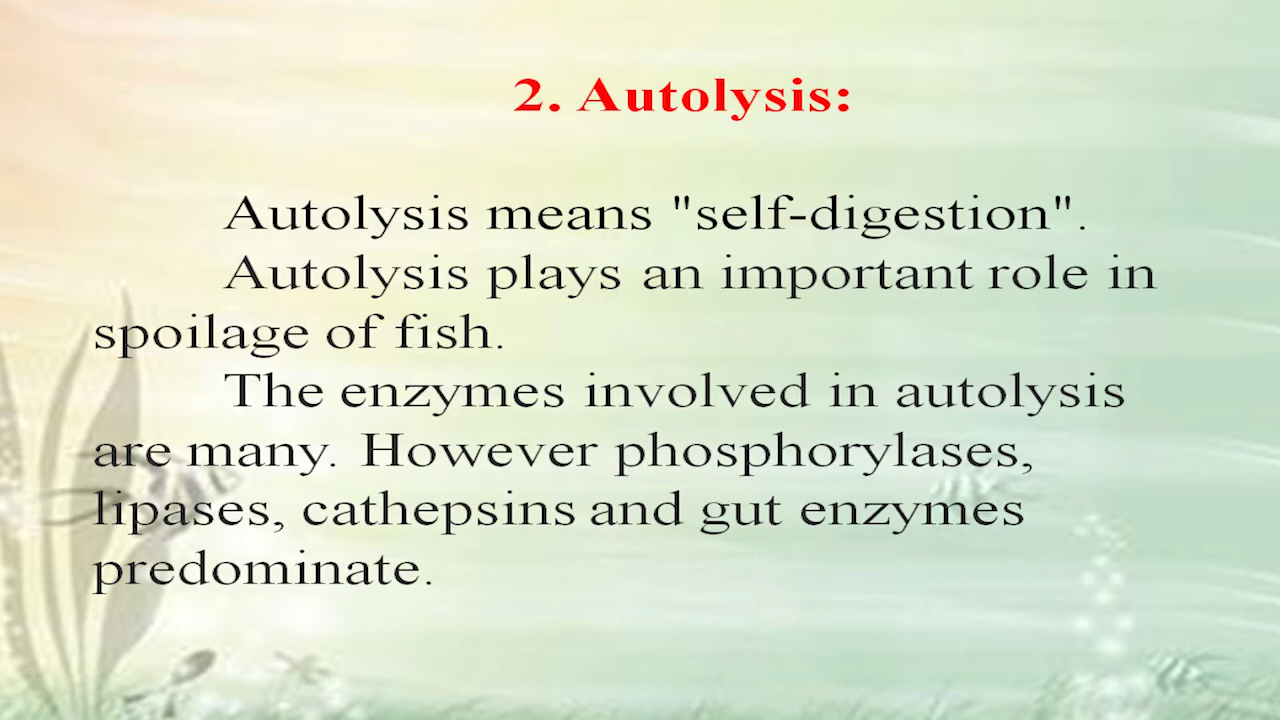 2. Autolysis:
Autolysis means "self-digestion".
Autolysis plays an important role in
spoilage of fish.
The enzymes involved in autolysis
are many. However phosphorylases,
lipases, cathepsins and gut enzymes
predominate.